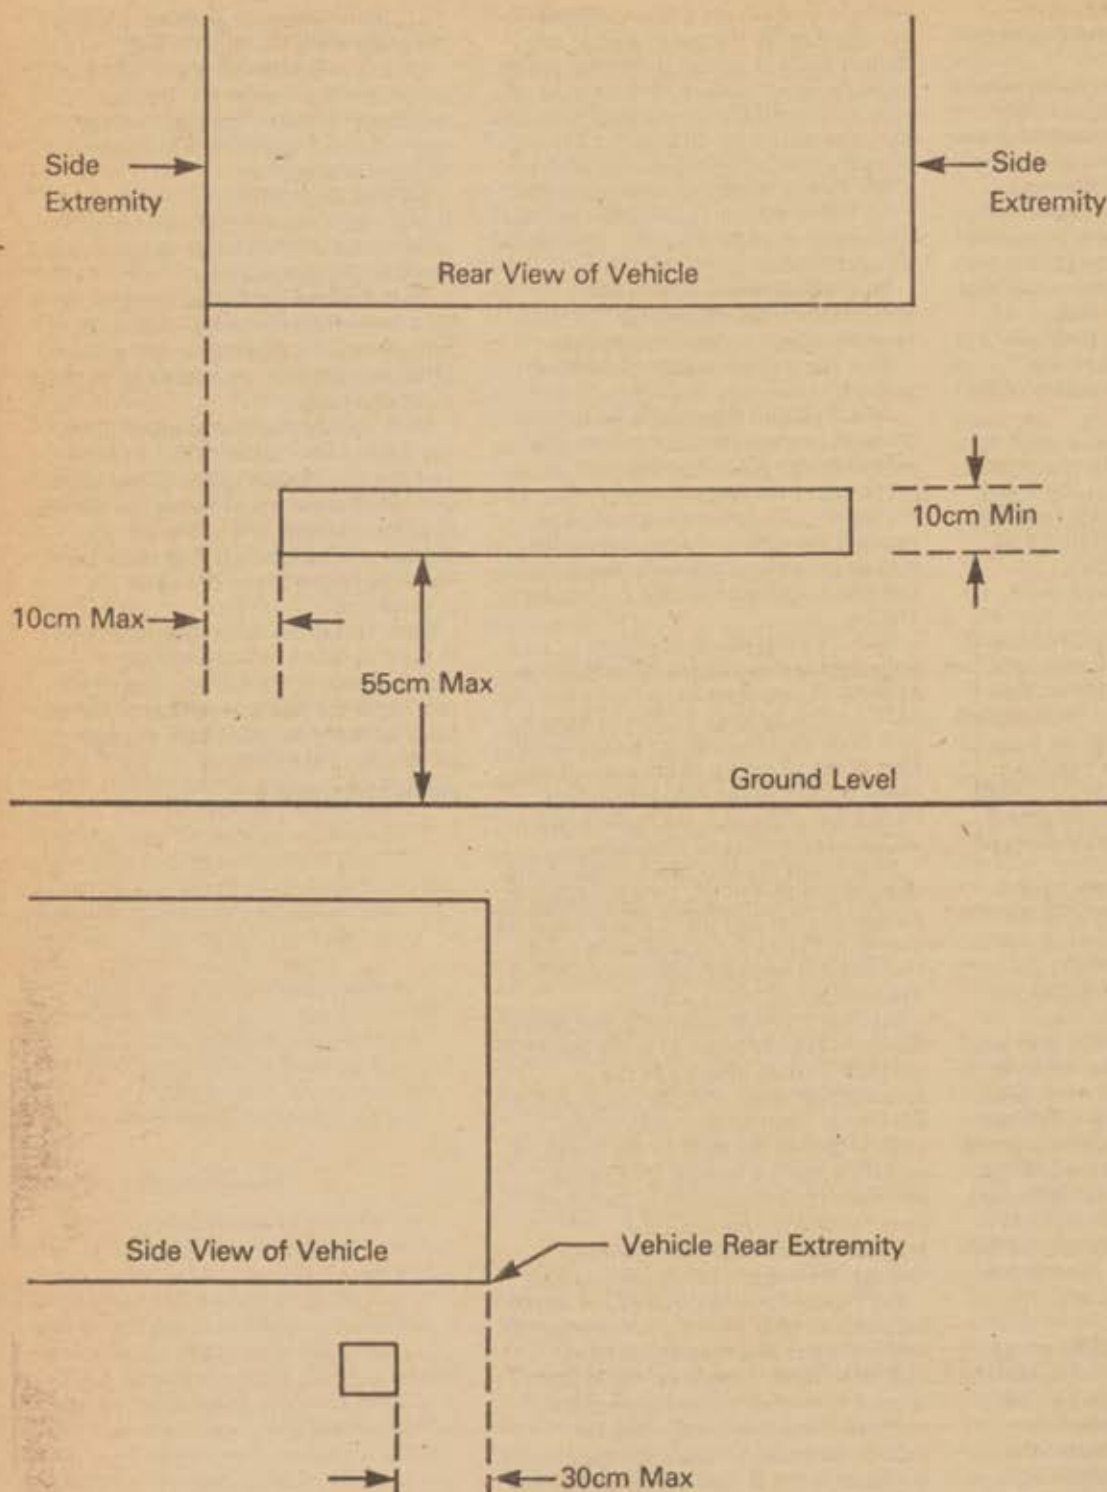 Side
Extremity
Side
Extremity
Rear View of Vehicle
10cm Min
10cm Max
55cm Max
Ground Level
Side View of Vehicle
Vehicle Rear Extremity
30cm Max